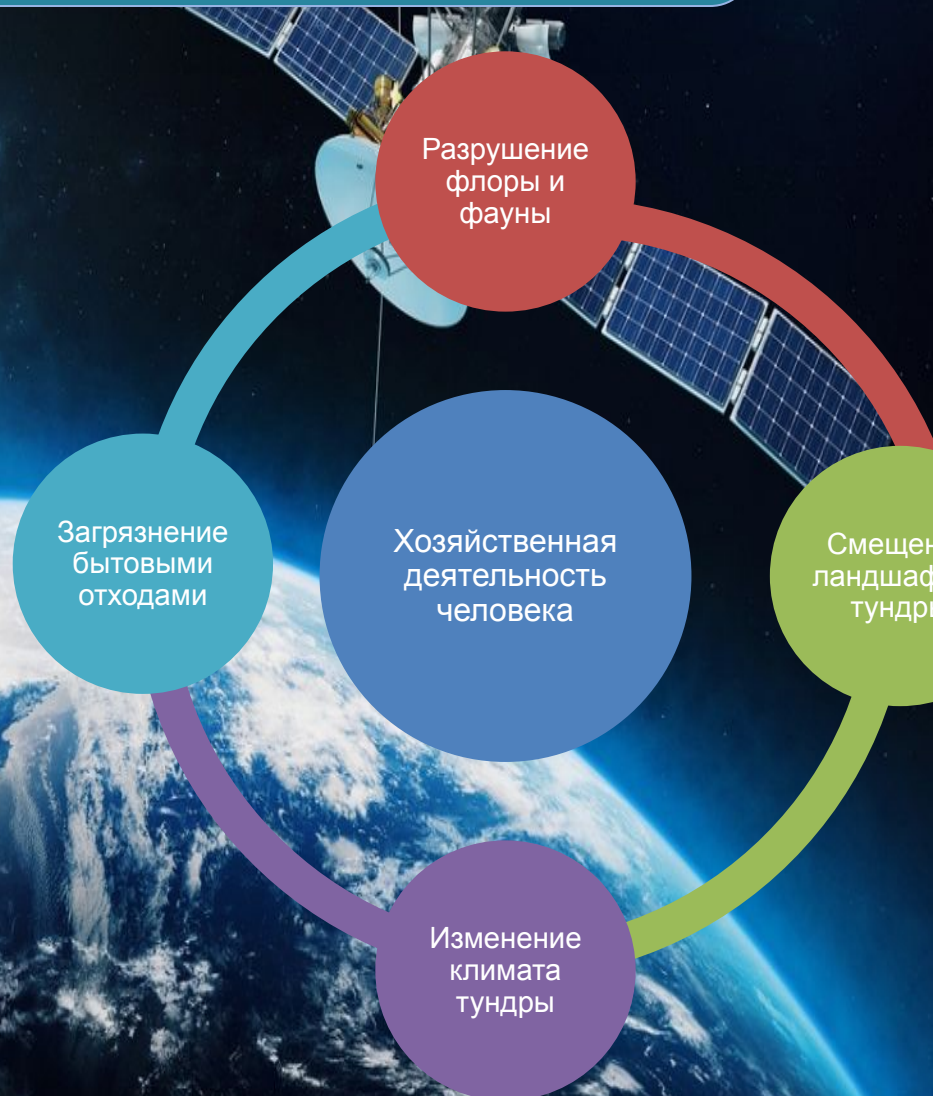 Разрушение
флоры и
фауны
Загрязнение
бытовыми
отходами
Хозяйственная
деятельность
человека
Изменение
климата
тундры